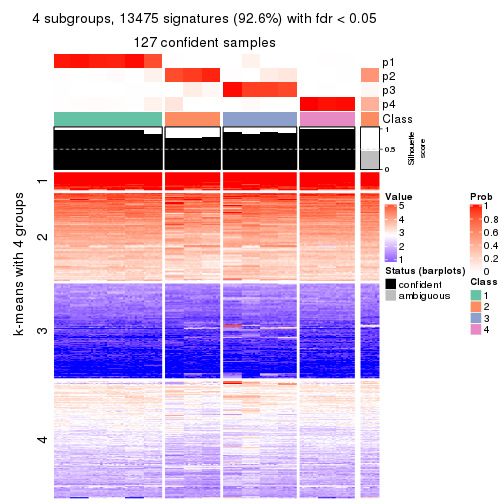 4 subgroups, 13475 signatures (92.6%) with fdr < 0.05
127 confident samples
p1
p2
p3
p4
Class
1
0.5
0
Silhouette
score
k-means with 4 groups
1
2
3
4
Value
5
4
3
2
1
Status (barplots)
confident
ambiguous
Prob
1
0.8
0.6
0.4
0.2
0
Class
1
2
3
4